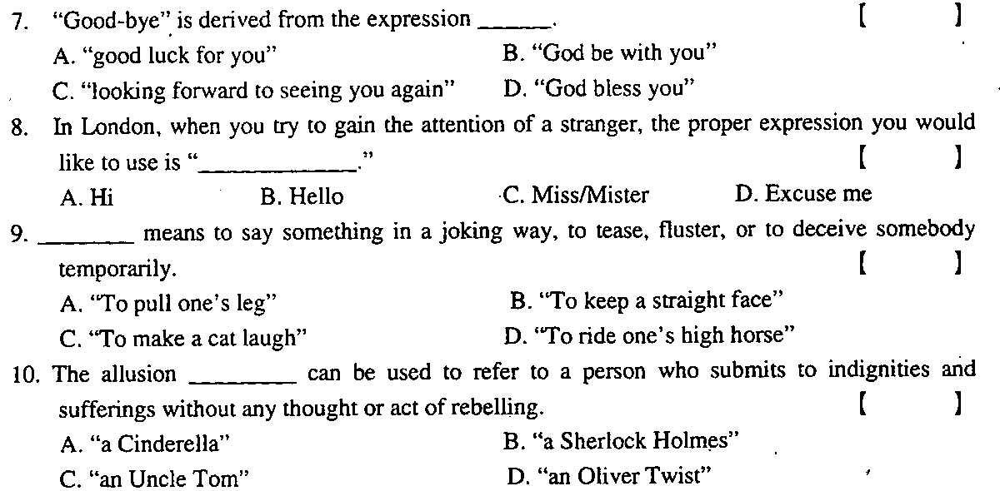 7. “Good-bye” is derived from the expression ______. 【 】
A. “good luck for you” B. “God be with you”
C. “looking forward to seeing you again” D. “God bless you”
8. In London, when you try to gain the attention of a stranger, the proper expression you would
like to use is “_____________.” 【 】
A. Hi B. Hello C. Miss/Mister D. Excuse me
9. ________ means to say something in a joking way, to tease, fluster, or to deceive somebody
temporarily. 【 】
A. “To pull one’s leg” B. “To keep a straight face”
C. “To make a cat laugh” D. “To ride one’s high horse”
10. The allusion _________ can be used to refer to a person who submits to indignities and
sufferings without any thought or act of rebelling. 【 】
A. “a Cinderella” B. “a Sherlock Holmes”
C. “an Uncle Tom” D. “an Oliver Twist”